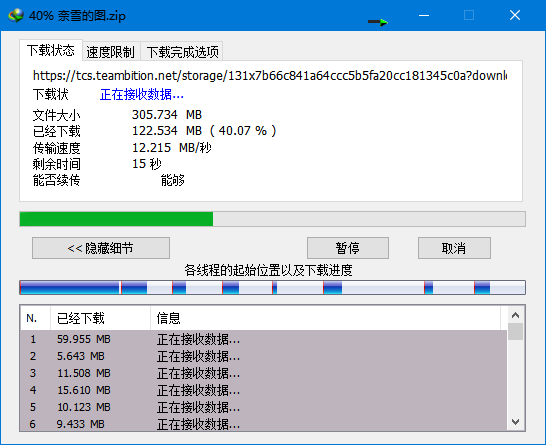 40% 奈雪的图.zip
下载状态 速度限制 下载完成选项
https://tcs.teambition.net/storage/131x7b66c841a64ccc5b5fa20cc181345c0a?downl
下载状 正在接收数据...
文件大小 305.734 MB
已经下载 122.534 MB ( 40.07 % )
传输速度 12.215 MB/秒
剩余时间 15 秒
能否续传 能够
<< 隐藏细节 暂停 取消
各线程的起始位置以及下载进度
N. 已经下载 信息
1 59.955 MB 正在接收数据...
2 5.643 MB 正在接收数据...
3 11.508 MB 正在接收数据...
4 15.610 MB 正在接收数据...
5 10.123 MB 正在接收数据...
6 9.433 MB 正在接收数据...